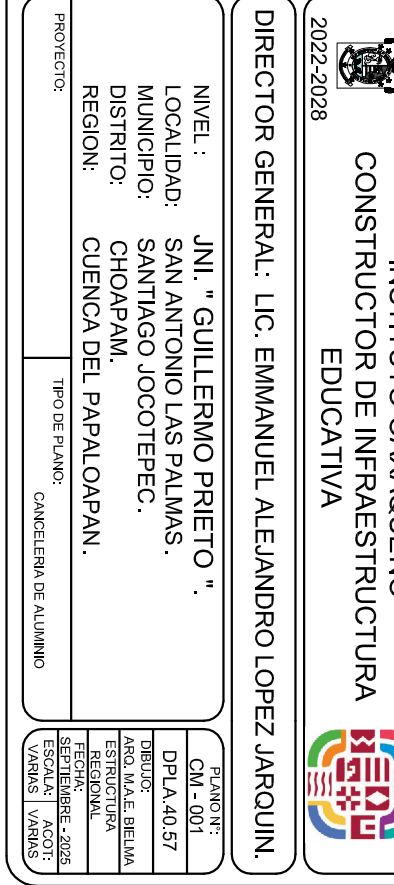 CONSTRUCTOR DE INFRAESTRUCTURA
EDUCATIVA
2022-2028
DIRECTOR GENERAL: LIC. EMMANUEL ALEJANDRO LOPEZ JARQUIN.
NIVEL : JNI. " GUILLERMO PRIETO ".
LOCALIDAD: SAN ANTONIO LAS PALMAS .
MUNICIPIO: SANTIAGO JOCOTEPEC .
DISTRITO: CHOAPAM.
REGION: CUENCA DEL PAPALOAPAN .
PROYECTO:
TIPO DE PLANO:
CANCELERIA DE ALUMINIO
PLANO Nº:
CM - 001
DPLA.40.57
DIBUJO:
ARQ. M.A.E. BIELMA
ESTRUCTURA
REGIONAL
FECHA:
SEPTIEMBRE - 2025
ESCALA: ACOT:
VARIAS VARIAS